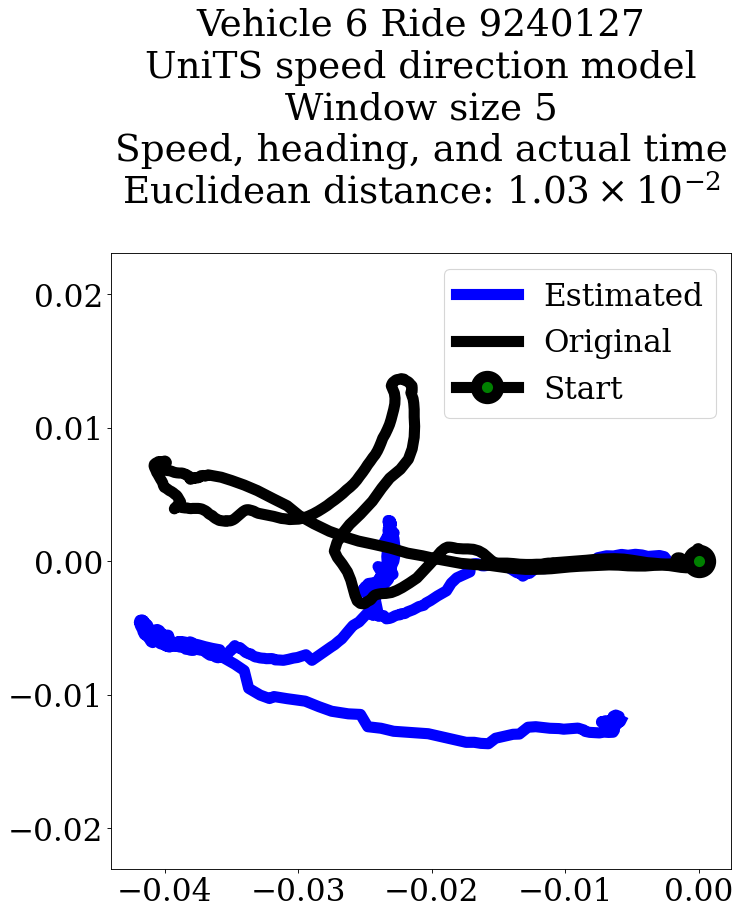 Vehicle 6 Ride 9240127
UniTS speed direction model
Window size 5
Speed, heading, and actual time
Euclidean distance: 1.03 × 10⁻²
Estimated
Original
Start
0.02
0.01
0.00
−0.01
−0.02
−0.04 −0.03 −0.02 −0.01 0.00